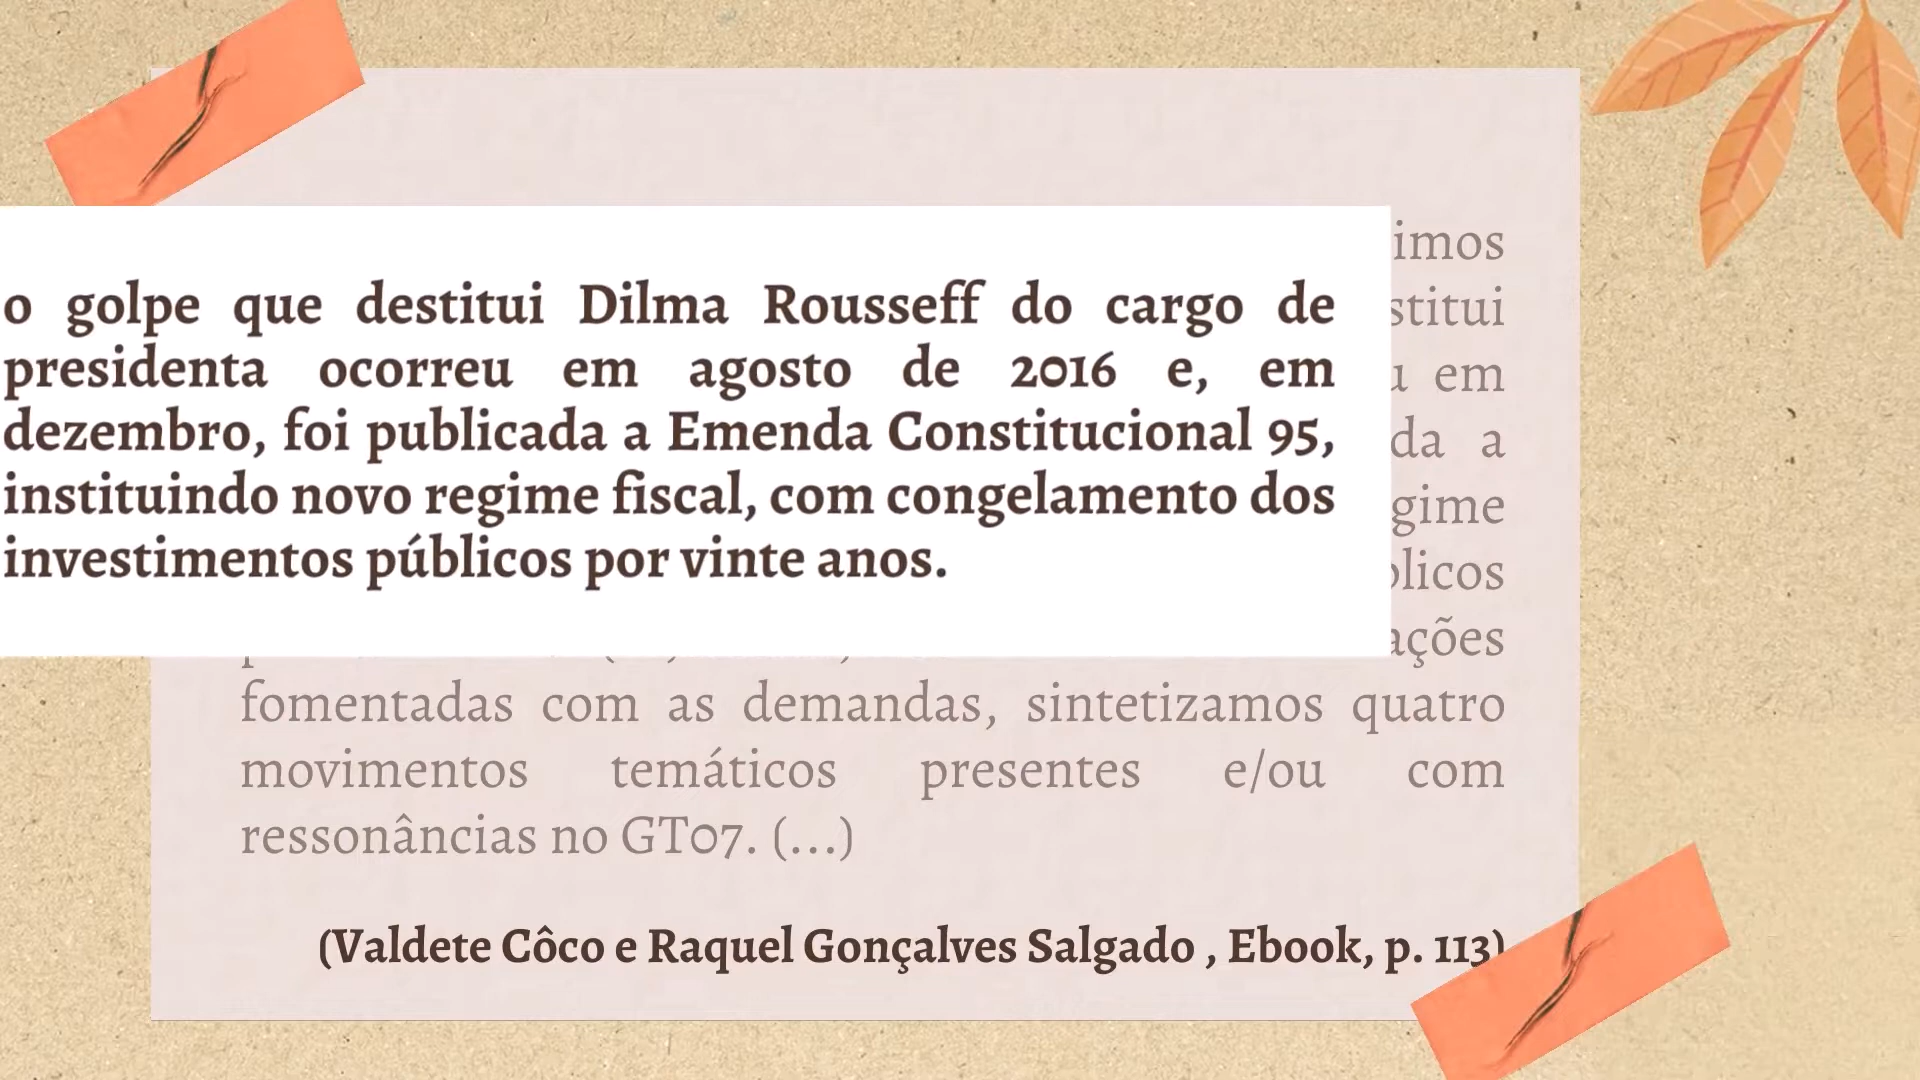 imos
o golpe que destitui Dilma Rousseff do cargo de
stitui
presidenta ocorreu em agosto de 2016 e, em
em
dezembro, foi publicada a Emenda Constitucional 95,
da a
instituindo novo regime fiscal, com congelamento dos
gime
investimentos públicos por vinte anos.
licos
ações
fomentadas com as demandas, sintetizamos quatro
movimentos temáticos presentes e/ou com
ressonâncias no GT07. (...)
(Valdete Côco e Raquel Gonçalves Salgado , Ebook, p. 113)